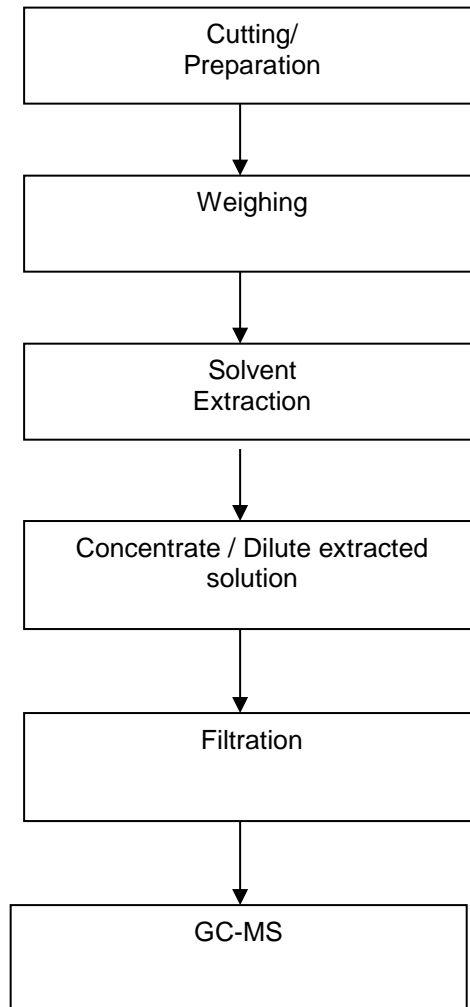 Cutting/
Preparation
Weighing
Solvent
Extraction
Concentrate / Dilute extracted
solution
Filtration
GC-MS